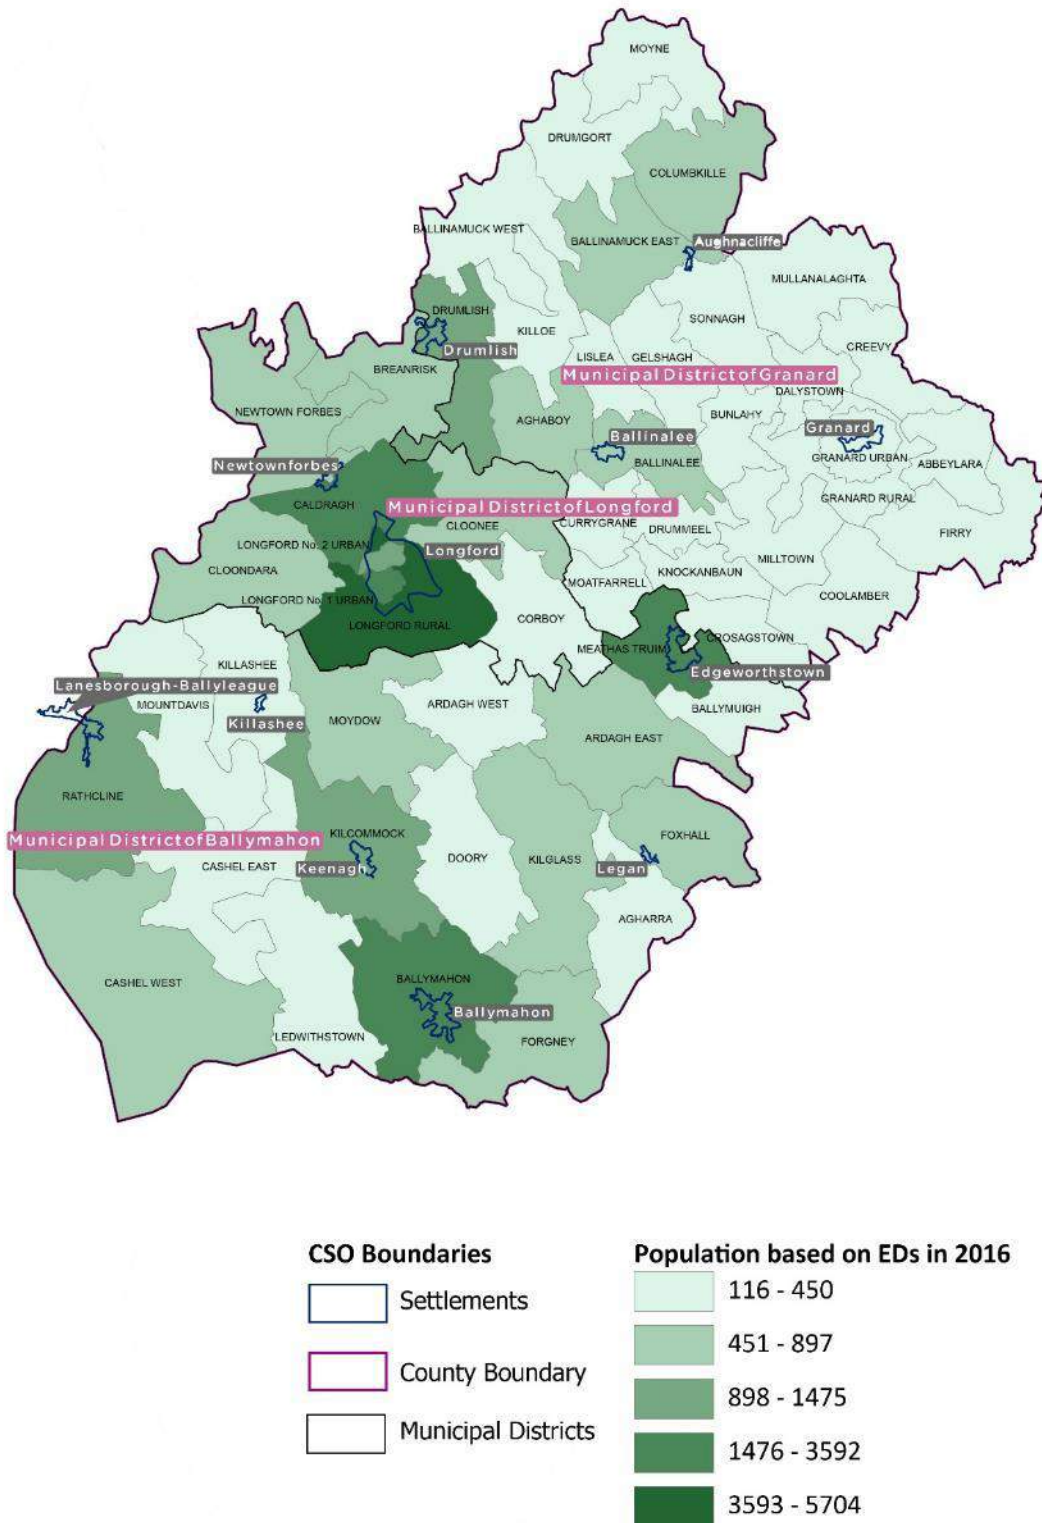 MOYNE
DRUMGORT
COLUMBKILLE
BALLINAMUCK WEST
BALLINAMUCK EAST
Aughnacliffe
MULLANALAGHTA
DRUMLISH
SONNAGH
KILLOE
CREEVY
Drumlish
LISLEA
GELSHAGH
BREANRISK
Municipal District of Granard
DALYSTOWN
NEWTOWN FORBES
AGHABOY
BUNLAHY
Granard
Ballinalee
GRANARD URBAN
Newtownforbes
BALLINALEE
ABBEYLARA
CALDRAGH
Municipal District of Longford
GRANARD RURAL
CURRYGRANE
CLOONEE
DRUMMEEL
FIRRY
LONGFORD No. 2 URBAN
Longford
MILLTOWN
CLOONDARA
KNOCKANBAUN
MOATFARRELL
COOLAMBER
LONGFORD No. 1 URBAN
LONGFORD RURAL
CORBOY
CROSAGSTOWN
MEATHAS TRUIM
KILLASHEE
Edgeworthstown
Lanesborough-Ballyleague
MOUNTDAVIS
ARDAGH WEST
BALLYMUIGH
Killashee
MOYDOW
ARDAGH EAST
RATHCLINE
KILCOMMOCK
FOXHALL
Municipal District of Ballymahon
DOORY
KILGLASS
CASHEL EAST
Keenagh
Legan
AGHARRA
BALLYMAHON
CASHEL WEST
Ballymahon
LEDWITHSTOWN
FORGNEY
CSO Boundaries
Settlements
County Boundary
Municipal Districts
Population based on EDs in 2016
116 - 450
451 - 897
898 - 1475
1476 - 3592
3593 - 5704